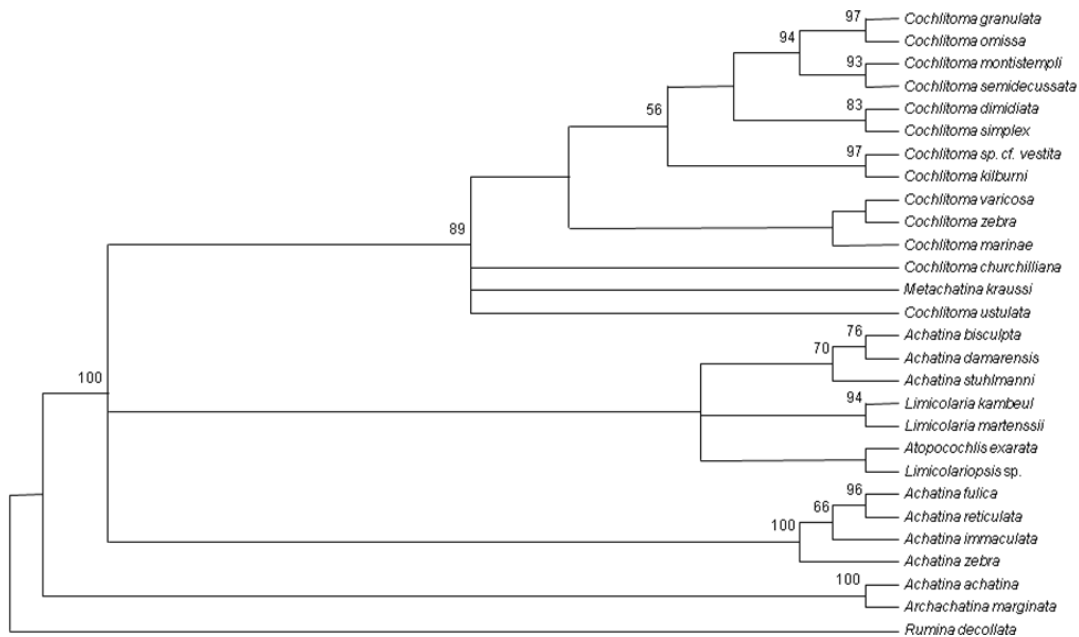 97 Cochlitoma granulata
94 Cochlitoma omissa
93 Cochlitoma montistempli
Cochlitoma semidecussata
56 83 Cochlitoma dimidiata
Cochlitoma simplex
97 Cochlitoma sp. cf. vestita
Cochlitoma kilburni
Cochlitoma varicosa
Cochlitoma zebra
89 Cochlitoma marinae
Cochlitoma churchilliana
Metachatina kraussi
Cochlitoma ustulata
76 Achatina bisculpta
70 Achatina damarensis
100 Achatina stuhlmanni
94 Limicolaria kambeul
Limicolaria martenssii
Atopocochlis exarata
Limicolariopsis sp.
96 Achatina fulica
66 Achatina reticulata
100 Achatina immaculata
Achatina zebra
100 Achatina achatina
Archachatina marginata
Rumina decollata